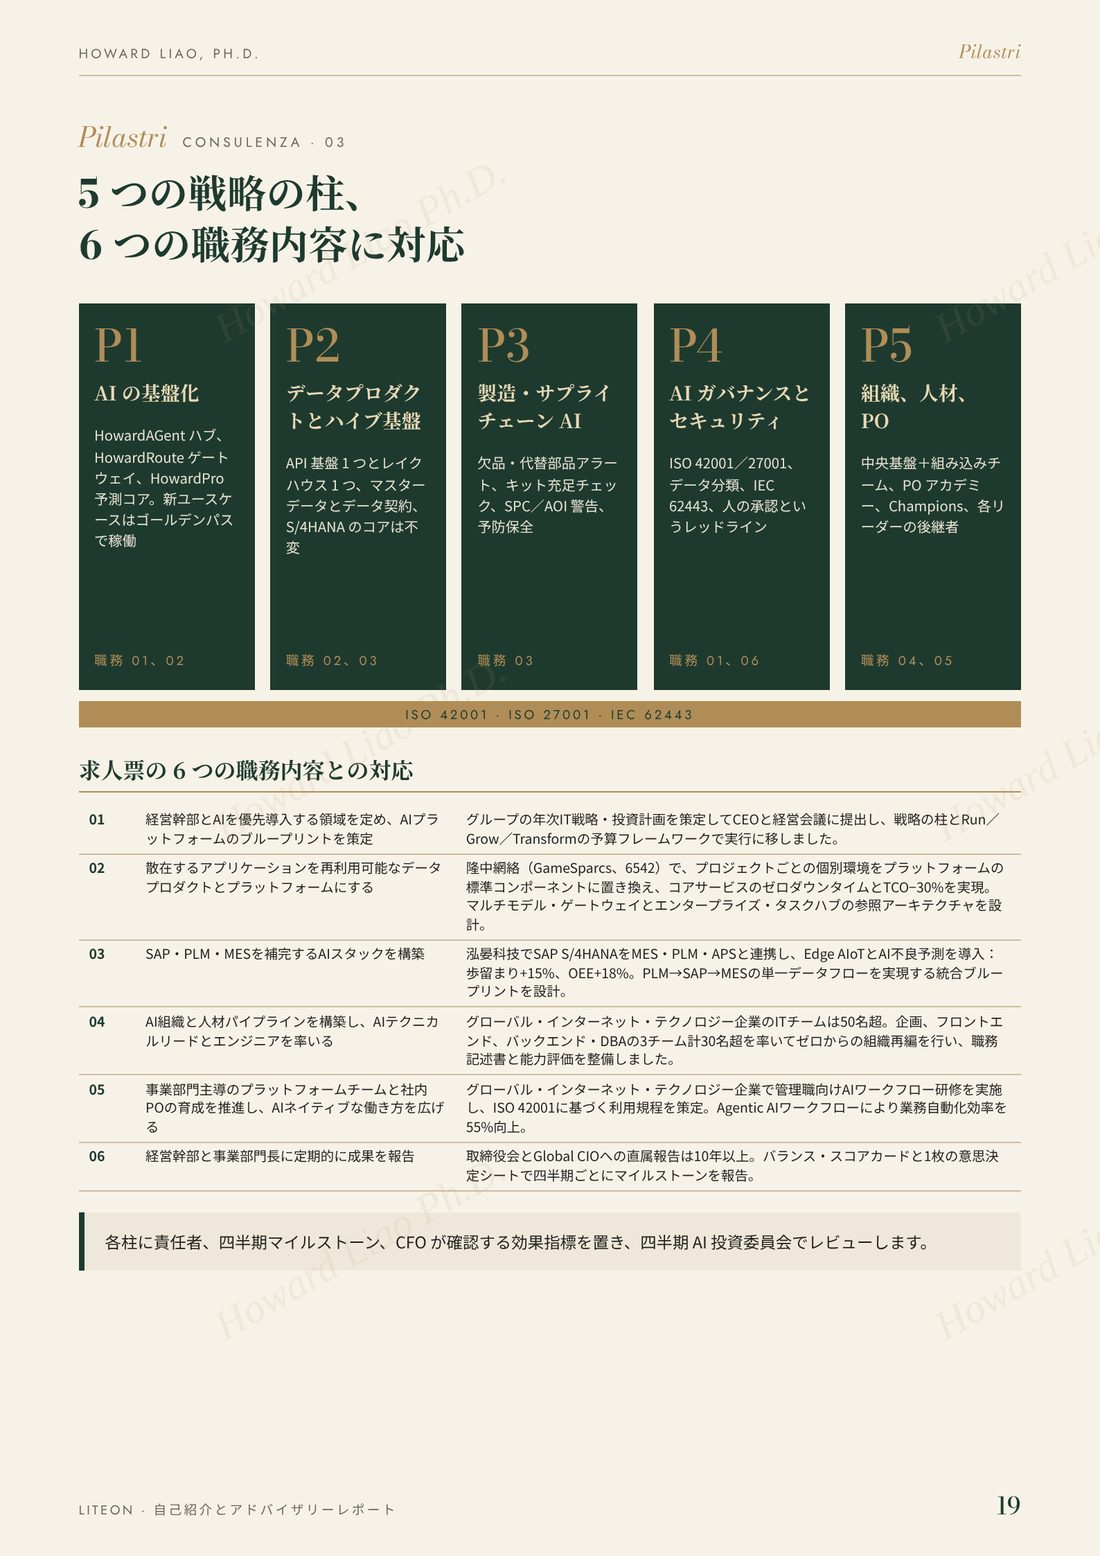 HOWARD LIAO, PH.D.
Pilastri
Pilastri CONSULENZA · 03
5 つの戦略の柱、
6 つの職務内容に対応
P1
AI の基盤化
HowardAGent ハブ、
HowardRoute ゲート
ウェイ、HowardPro
予測コア。新ユースケ
ースはゴールデンパス
で稼働
職務 01、02
P2
データプロダク
トとハイブ基盤
API 基盤 1 つとレイク
ハウス 1 つ、マスター
データとデータ契約、
S/4HANA のコアは不
変
職務 02、03
P3
製造・サプライ
チェーン AI
欠品・代替部品アラー
ト、キット充足チェッ
ク、SPC／AOI 警告、
予防保全
職務 03
P4
AI ガバナンスと
セキュリティ
ISO 42001／27001、
データ分類、IEC
62443、人の承認とい
うレッドライン
職務 01、06
P5
組織、人材、
PO
中央基盤＋組み込みチ
ーム、PO アカデミ
ー、Champions、各リ
ーダーの後継者
職務 04、05
ISO 42001 · ISO 27001 · IEC 62443
求人票の 6 つの職務内容との対応
01
経営幹部とAIを優先導入する領域を定め、AIプラ
ットフォームのブループリントを策定
グループの年次IT戦略・投資計画を策定してCEOと経営会議に提出し、戦略の柱とRun／
Grow／Transformの予算フレームワークで実行に移しました。
02
散在するアプリケーションを再利用可能なデータ
プロダクトとプラットフォームにする
隆中網絡（GameSparcs、6542）で、プロジェクトごとの個別環境をプラットフォームの
標準コンポーネントに置き換え、コアサービスのゼロダウンタイムとTCO−30%を実現。
マルチモデル・ゲートウェイとエンタープライズ・タスクハブの参照アーキテクチャを設
計。
03
SAP・PLM・MESを補完するAIスタックを構築
泓晏科技でSAP S/4HANAをMES・PLM・APSと連携し、Edge AIoTとAI不良予測を導入：
歩留まり+15%、OEE+18%。PLM→SAP→MESの単一データフローを実現する統合ブルー
プリントを設計。
04
AI組織と人材パイプラインを構築し、AIテクニカ
ルリードとエンジニアを率いる
グローバル・インターネット・テクノロジー企業のITチームは50名超。企画、フロントエ
ンド、バックエンド・DBAの3チーム計30名超を率いてゼロからの組織再編を行い、職務
記述書と能力評価を整備しました。
05
事業部門主導のプラットフォームチームと社内
POの育成を推進し、AIネイティブな働き方を広げ
る
グローバル・インターネット・テクノロジー企業で管理職向けAIワークフロー研修を実施
し、ISO 42001に基づく利用規程を策定。Agentic AIワークフローにより業務自動化効率を
55%向上。
06
経営幹部と事業部門長に定期的に成果を報告
取締役会とGlobal CIOへの直属報告は10年以上。バランス・スコアカードと1枚の意思決
定シートで四半期ごとにマイルストーンを報告。
各柱に責任者、四半期マイルストーン、CFO が確認する効果指標を置き、四半期 AI 投資委員会でレビューします。
LITEON · 自己紹介とアドバイザリーレポート
19
Howard Liao Ph.D.